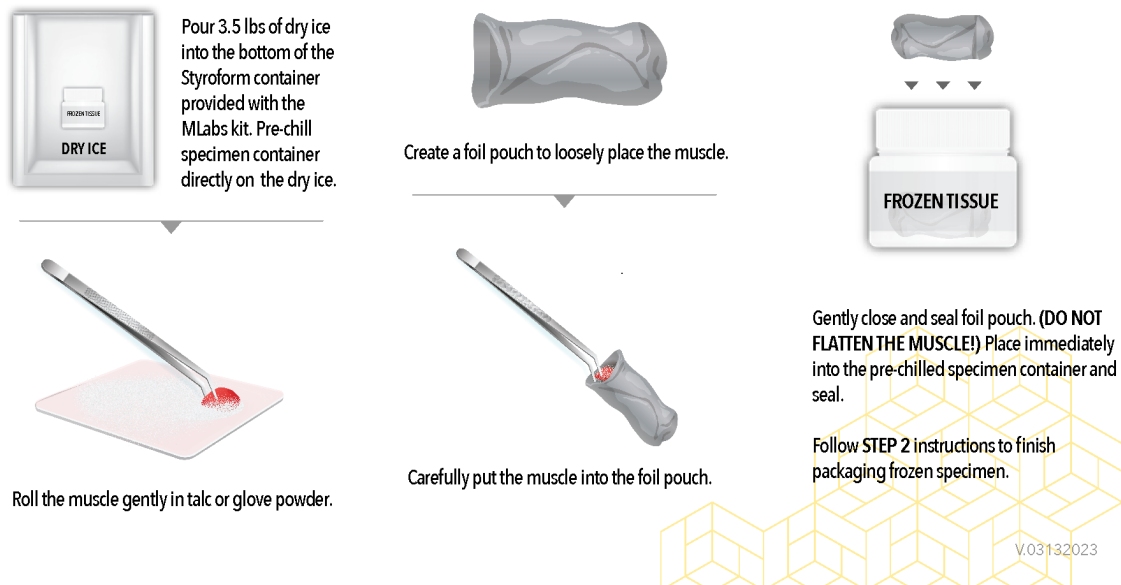 Pour 3.5 lbs of dry ice
into the bottom of the
Styroform container
provided with the
MLabs kit. Pre-chill
specimen container
directly on the dry ice.
FROZEN TISSUE
DRY ICE
Roll the muscle gently in talc or glove powder.
Create a foil pouch to loosely place the muscle.
Carefully put the muscle into the foil pouch.
FROZEN TISSUE
Gently close and seal foil pouch. (DO NOT
FLATTEN THE MUSCLE!) Place immediately
into the pre-chilled specimen container and
seal.
Follow STEP 2 instructions to finish
packaging frozen specimen.
V.03132023